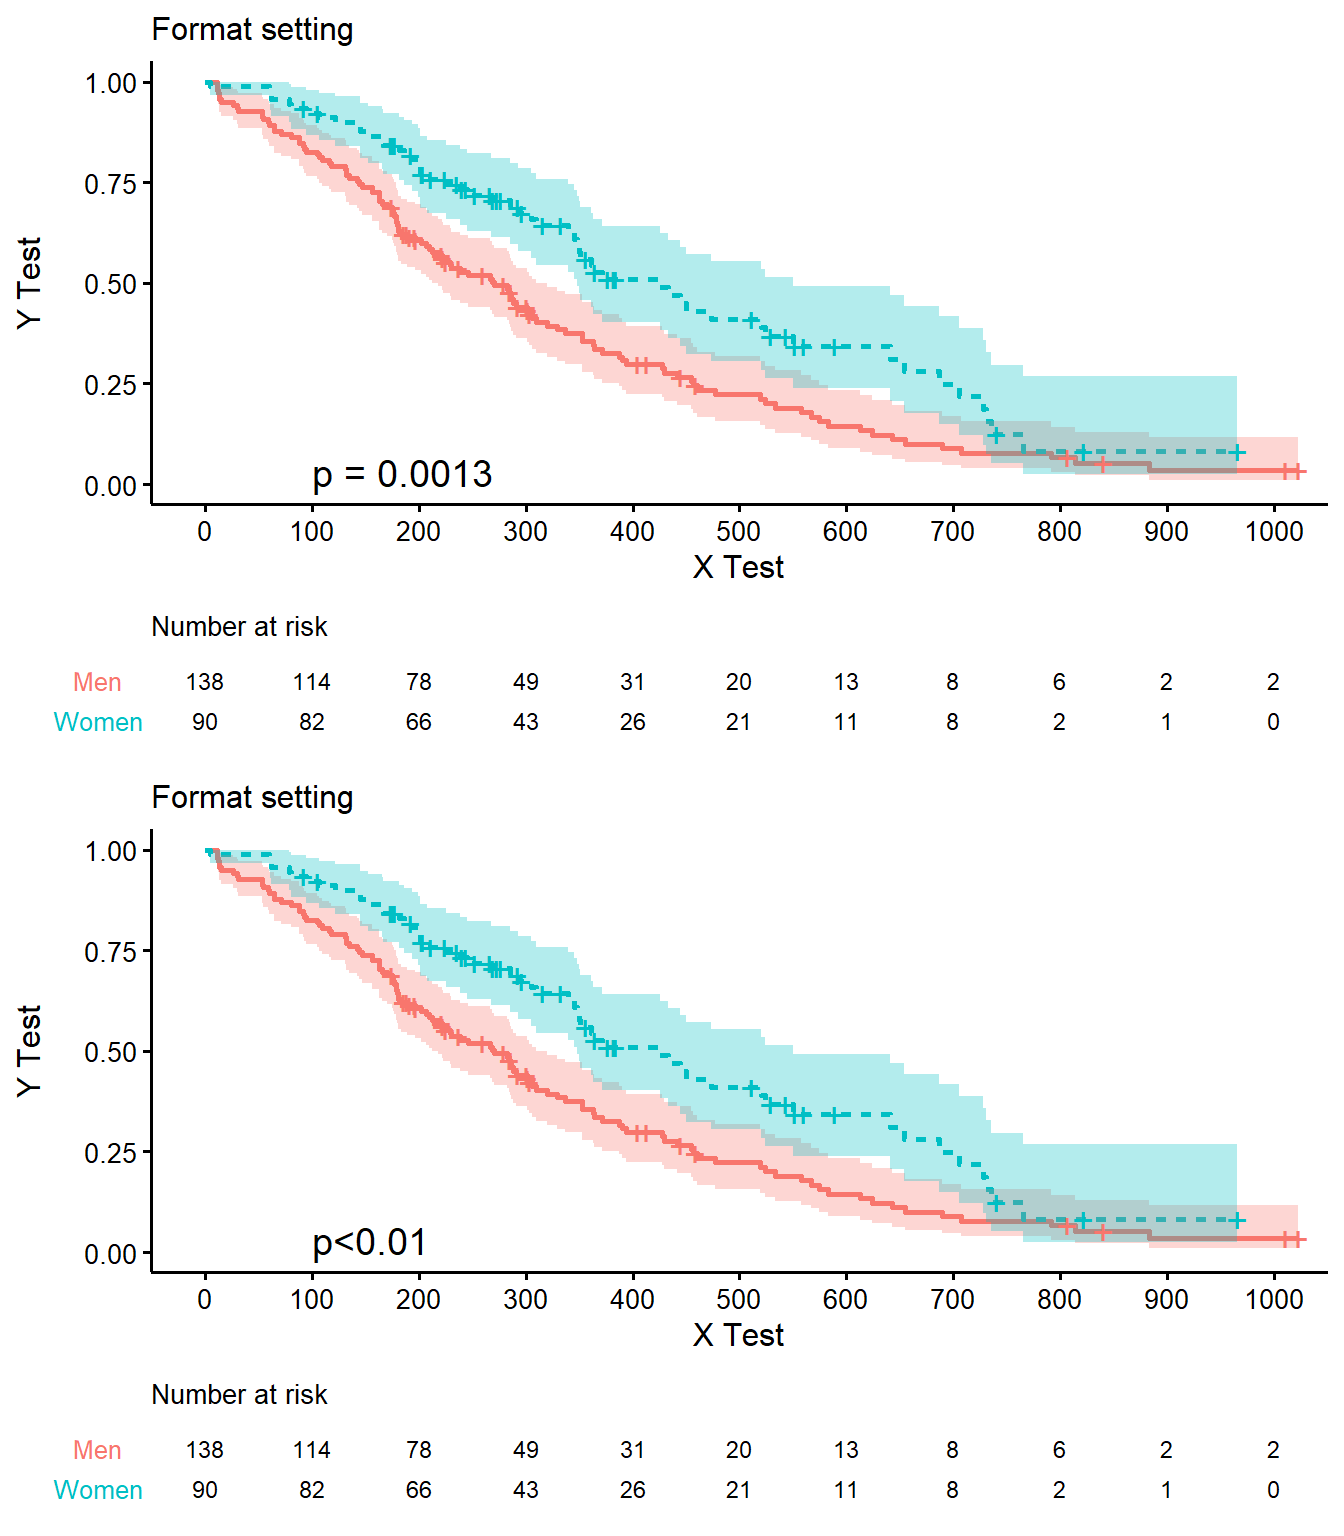 Format setting
1.00
0.75
0.50
0.25
0.00
Y Test
p = 0.0013
0 100 200 300 400 500 600 700 800 900 1000
X Test
Number at risk
Men 138 114 78 49 31 20 13 8 6 2 2
Women 90 82 66 43 26 21 11 8 2 1 0
Format setting
1.00
0.75
0.50
0.25
0.00
Y Test
p<0.01
0 100 200 300 400 500 600 700 800 900 1000
X Test
Number at risk
Men 138 114 78 49 31 20 13 8 6 2 2
Women 90 82 66 43 26 21 11 8 2 1 0